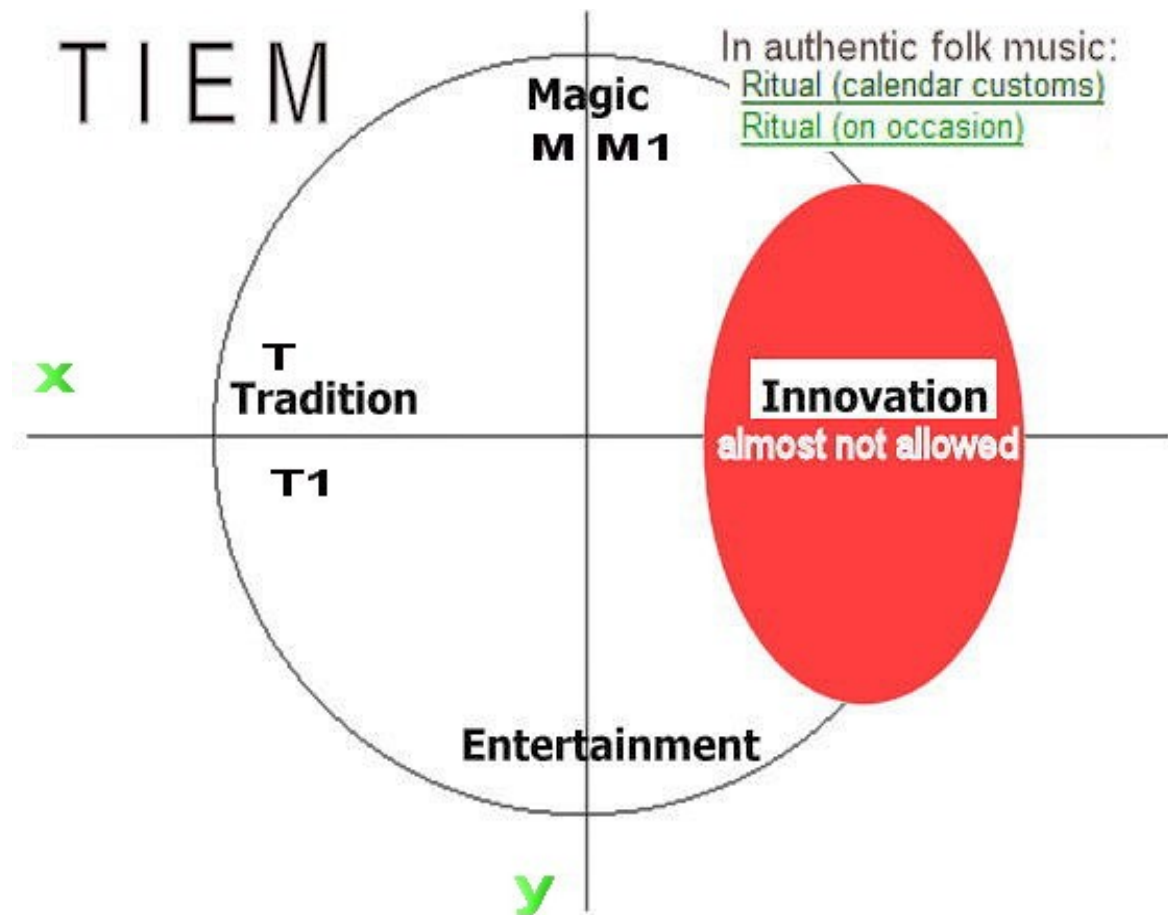 T I E M
In authentic folk music:
Ritual (calendar customs)
Ritual (on occasion)
Magic
M M1
T
x
Tradition
Innovation
almost not allowed
T1
Entertainment
y